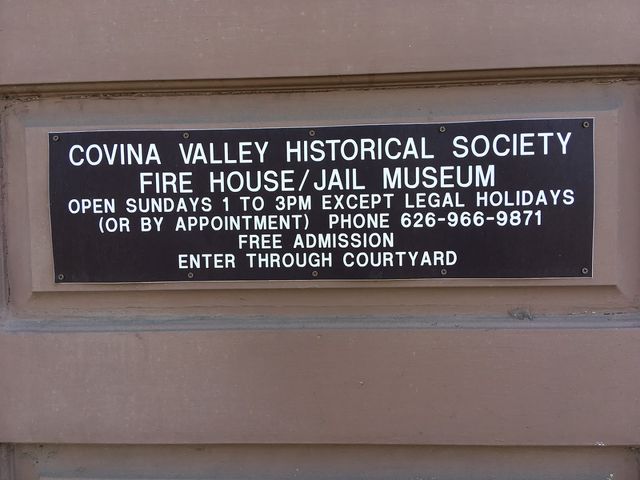 COVINA VALLEY HISTORICAL SOCIETY
FIRE HOUSE/JAIL MUSEUM
OPEN SUNDAYS 1 TO 3PM EXCEPT LEGAL HOLIDAYS
(OR BY APPOINTMENT) PHONE 626-966-9871
FREE ADMISSION
ENTER THROUGH COURTYARD